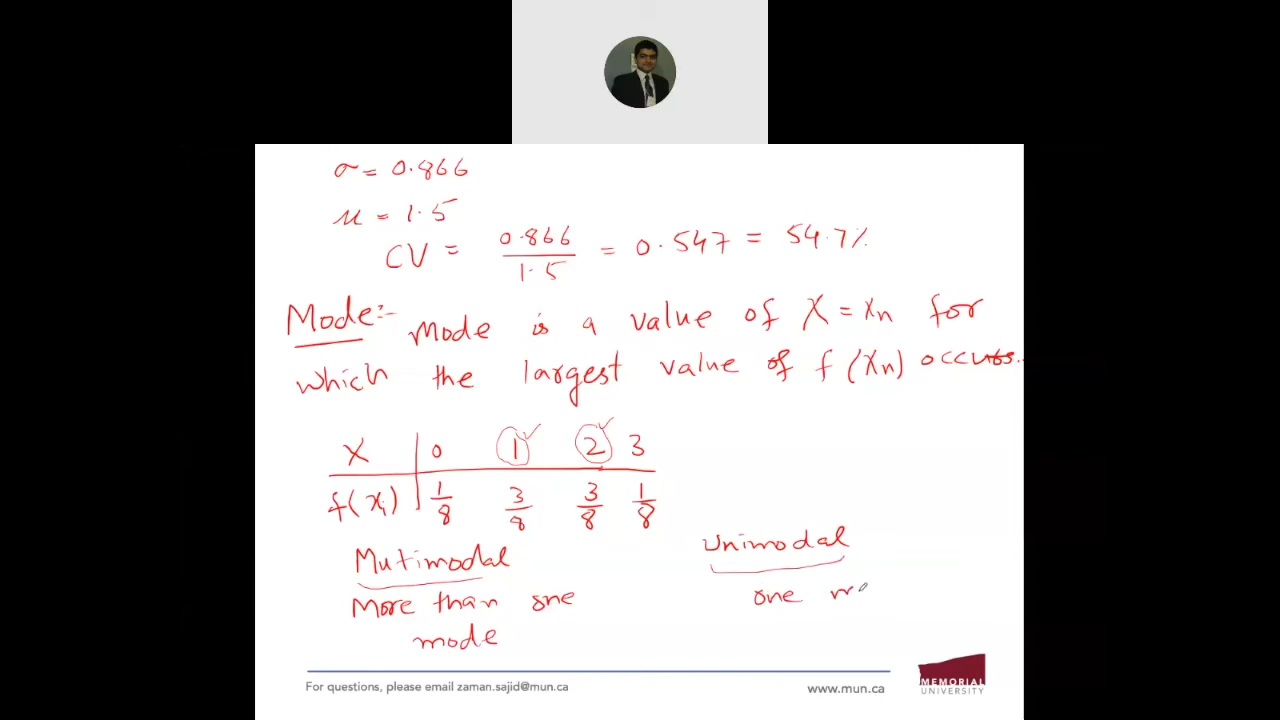 σ = 0.866
μ = 1.5
CV = 0.866 / 1.5 = 0.547 = 54.7%
Mode:- Mode is a value of X = xn for
which the largest value of f(xn) occurs.
X | 0 1 2 3
f(xi) | 1/8 3/8 3/8 1/8
Mutimodal
More than one
mode
Unimodal
one mo
For questions, please email zaman.sajid@mun.ca
www.mun.ca
MEMORIAL
UNIVERSITY